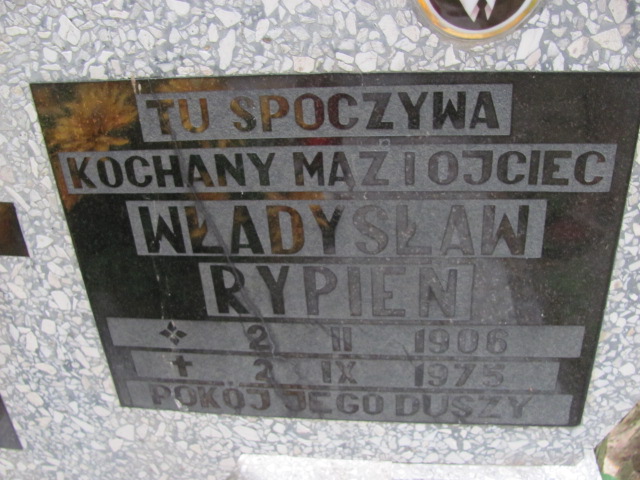 TU SPOCZYWA
KOCHANY MĄŻ I OJCIEC
WŁADYSŁAW
RYPIEŃ
2 II 1906
✝ 2 IX 1975
POKÓJ JEGO DUSZY